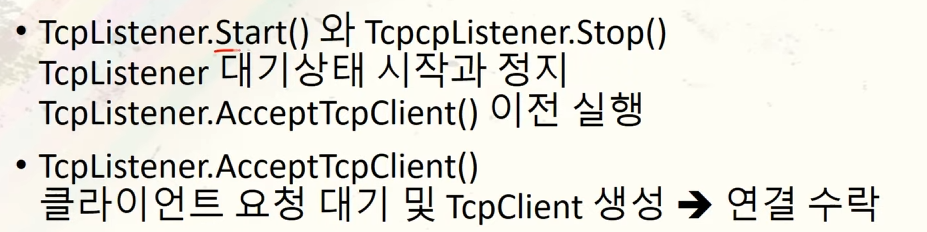 • TcpListener.Start() 와 TcpcpListener.Stop()
TcpListener 대기상태 시작과 정지
TcpListener.AcceptTcpClient() 이전 실행
• TcpListener.AcceptTcpClient()
클라이언트 요청 대기 및 TcpClient 생성 ➔ 연결 수락